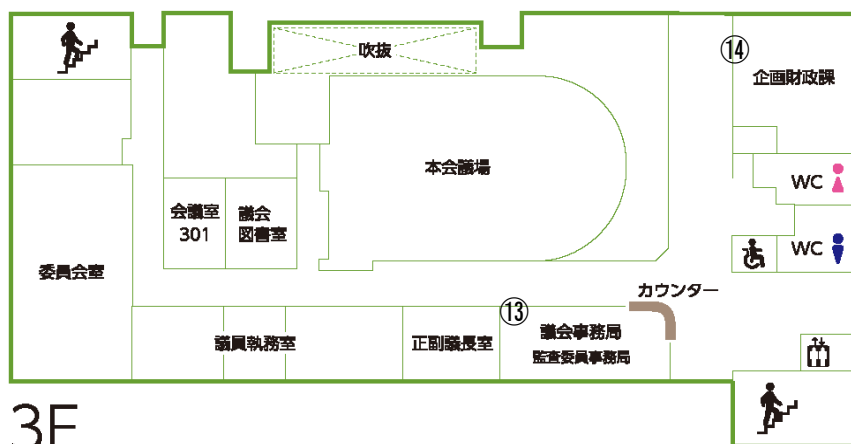 吹抜
⑭
企画財政課
本会議場
WC
会議室
301
議会
図書室
WC
委員会室
カウンター
⑬
議会事務局
監査委員事務局
議員執務室
正副議長室
3F